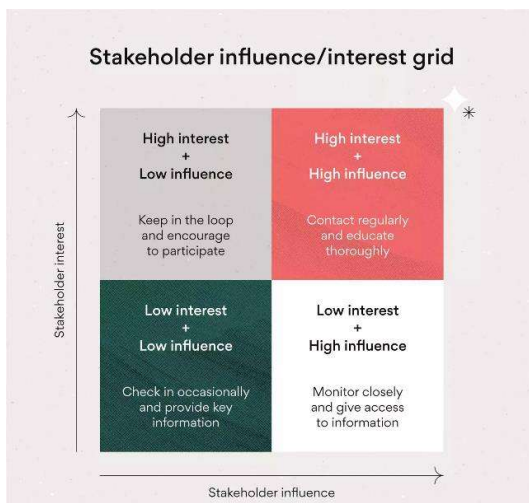 Stakeholder influence/interest grid
Stakeholder interest
High interest
+
Low influence
Keep in the loop
and encourage
to participate
High interest
+
High influence
Contact regularly
and educate
thoroughly
Low interest
+
Low influence
Check in occasionally
and provide key
information
Low interest
+
High influence
Monitor closely
and give access
to information
Stakeholder influence